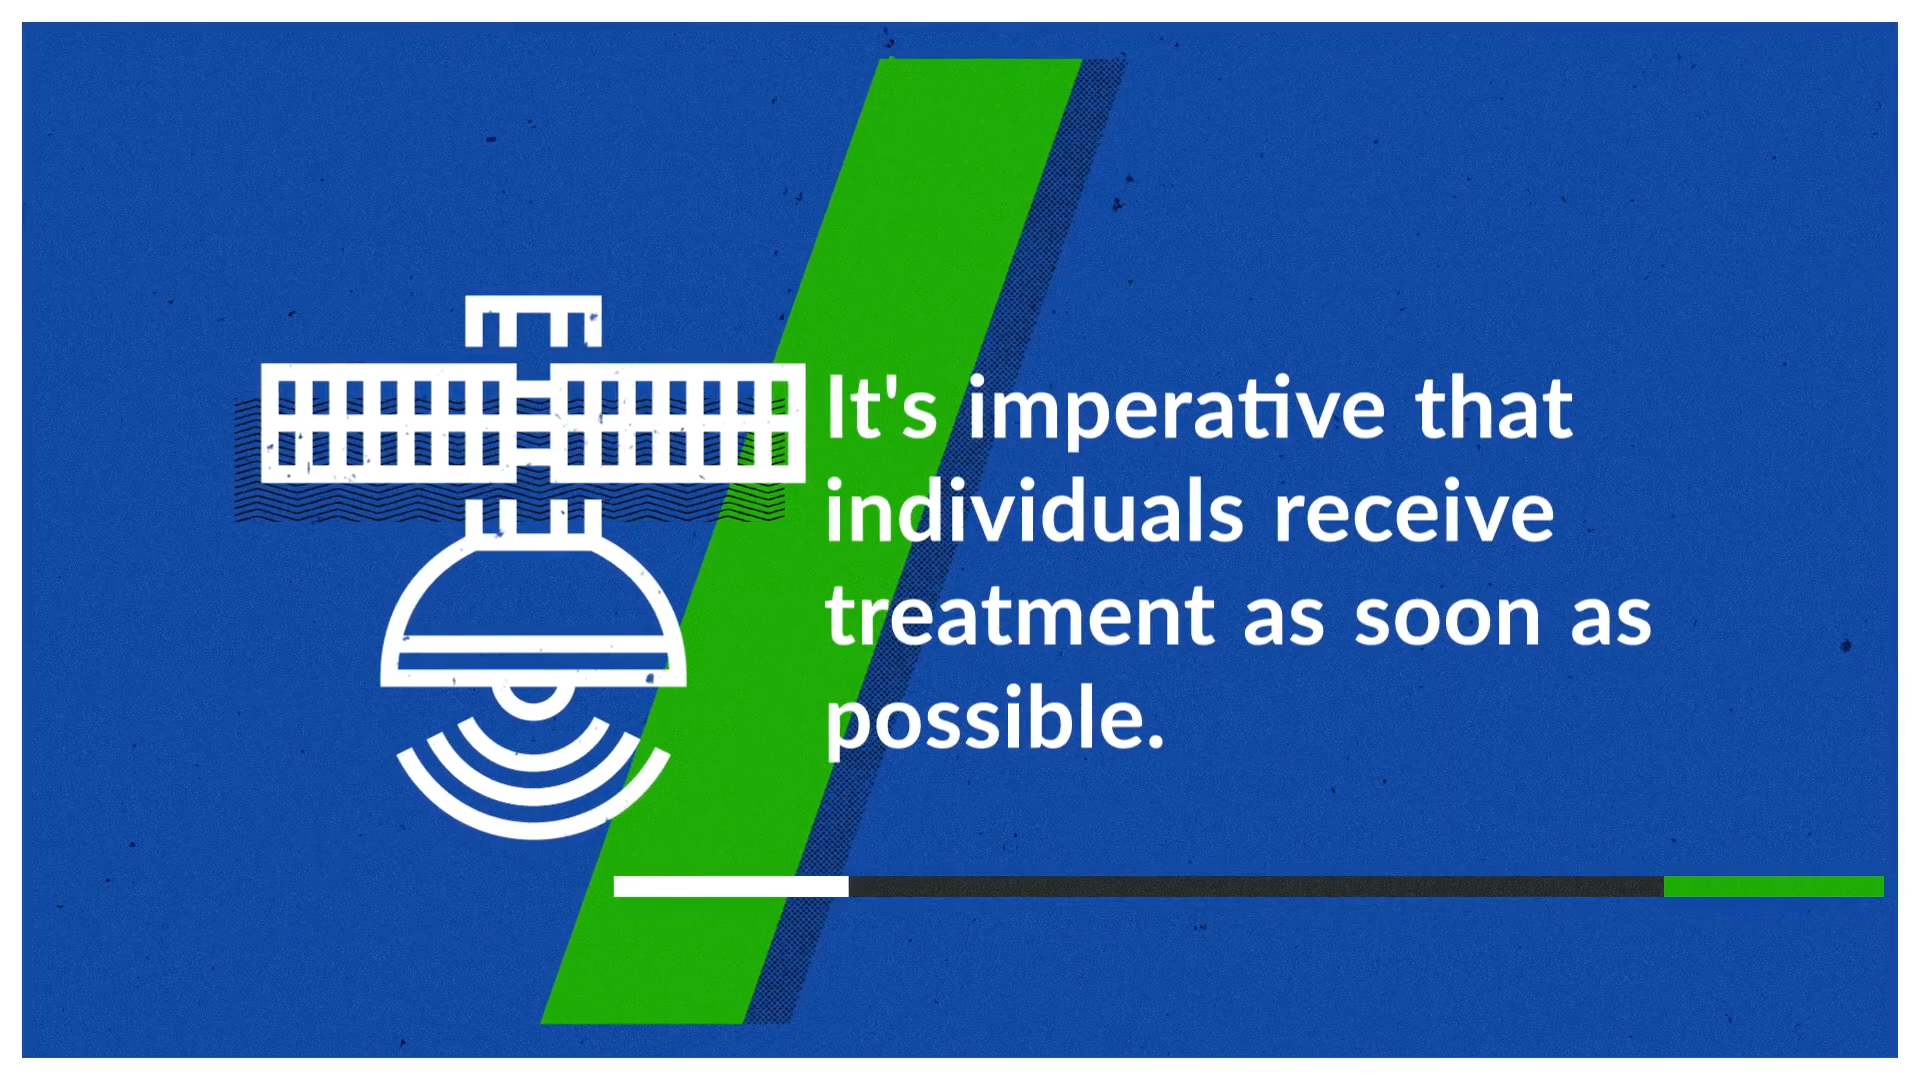 It's imperative that
individuals receive
treatment as soon as
possible.